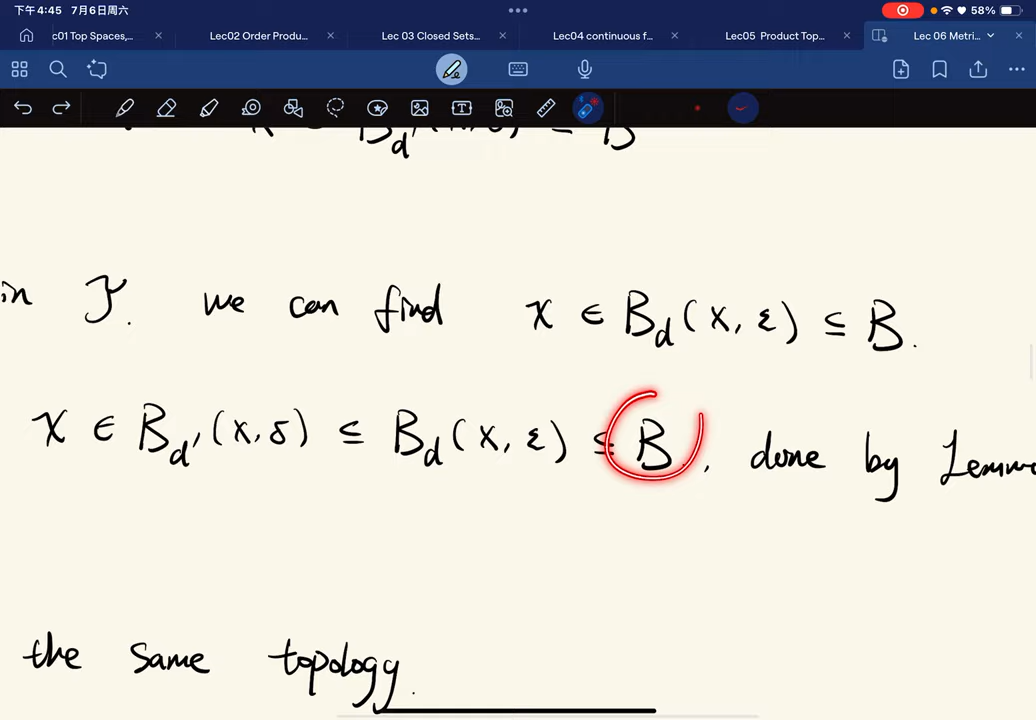 下午4:45 7月6日周六
58%
c01 Top Spaces,...
Lec02 Order Produ...
Lec 03 Closed Sets...
Lec04 continuous f...
Lec05 Product Top...
Lec 06 Metri...
in 𝒯. we can find x ∈ B_d(x, ε) ⊆ B.
x ∈ B_d'(x, δ) ⊆ B_d(x, ε) ⊆ B, done by Lemma
the same topology.